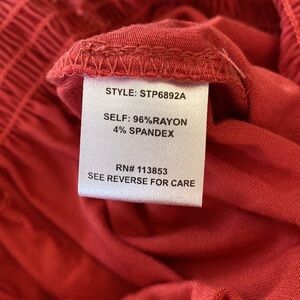 STYLE: STP6892A
SELF: 96%RAYON
4% SPANDEX
RN# 113853
SEE REVERSE FOR CARE